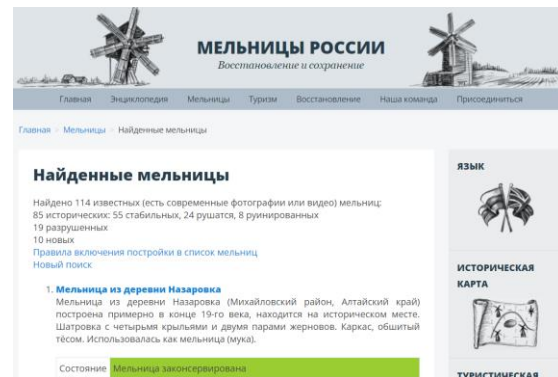 МЕЛЬНИЦЫ РОССИИ
Восстановление и сохранение
Главная Энциклопедия Мельницы Туризм Восстановление Наша команда Присоединиться
Главная » Мельницы » Найденные мельницы
Найденные мельницы
Найдено 114 известных (есть современные фотографии или видео) мельниц:
85 исторических: 55 стабильных, 24 рушатся, 8 руинированных
19 разрушенных
10 новых
Правила включения постройки в список мельниц
Новый поиск
1. Мельница из деревни Назаровка
Мельница из деревни Назаровка (Михайловский район, Алтайский край)
построена примерно в конце 19-го века, находится на историческом месте.
Шатровка с четырьмя крыльями и двумя парами жерновов. Каркас, обшитый
тёсом. Использовалась как мельница (мука).
Состояние Мельница законсервирована
ЯЗЫК
ИСТОРИЧЕСКАЯ
КАРТА
ТУРИСТИЧЕСКАЯ